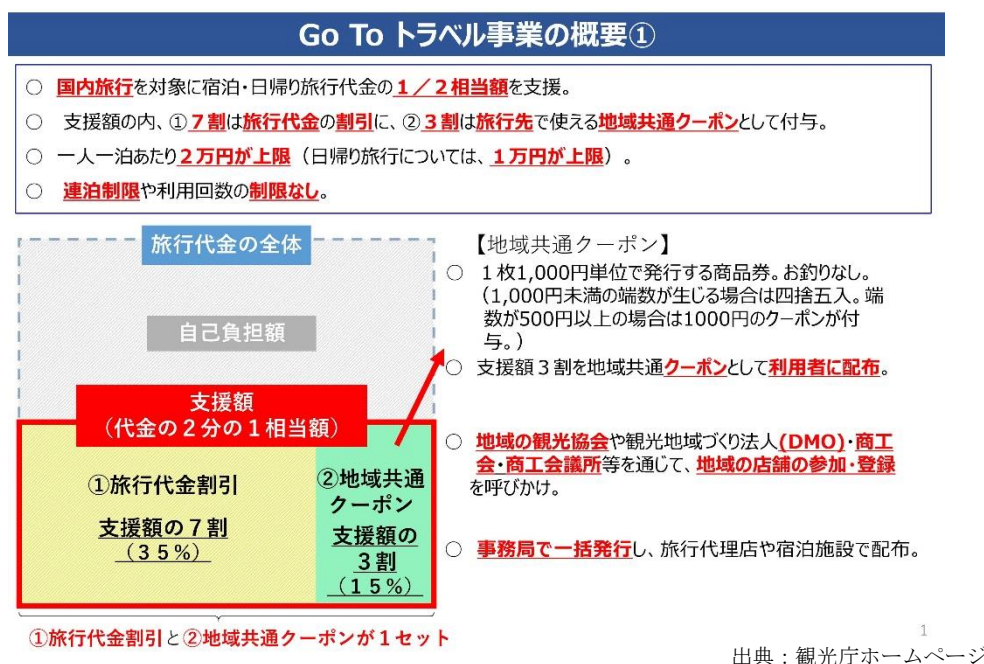 Go To トラベル事業の概要①
○ 国内旅行を対象に宿泊・日帰り旅行代金の１／２相当額を支援。
○ 支援額の内、①７割は旅行代金の割引に、②３割は旅行先で使える地域共通クーポンとして付与。
○ 一人一泊あたり２万円が上限（日帰り旅行については、１万円が上限）。
○ 連泊制限や利用回数の制限なし。
旅行代金の全体
自己負担額
支援額
（代金の２分の１相当額）
①旅行代金割引
支援額の７割
（３５％）
②地域共通
クーポン
支援額の
３割
（１５％）
①旅行代金割引と②地域共通クーポンが１セット
【地域共通クーポン】
○ １枚1,000円単位で発行する商品券。お釣りなし。
（1,000円未満の端数が生じる場合は四捨五入。端
数が500円以上の場合は1000円のクーポンが付
与。）
○ 支援額３割を地域共通クーポンとして利用者に配布。
○ 地域の観光協会や観光地域づくり法人(DMO)・商工
会・商工会議所等を通じて、地域の店舗の参加・登録
を呼びかけ。
○ 事務局で一括発行し、旅行代理店や宿泊施設で配布。
1
出典：観光庁ホームページ